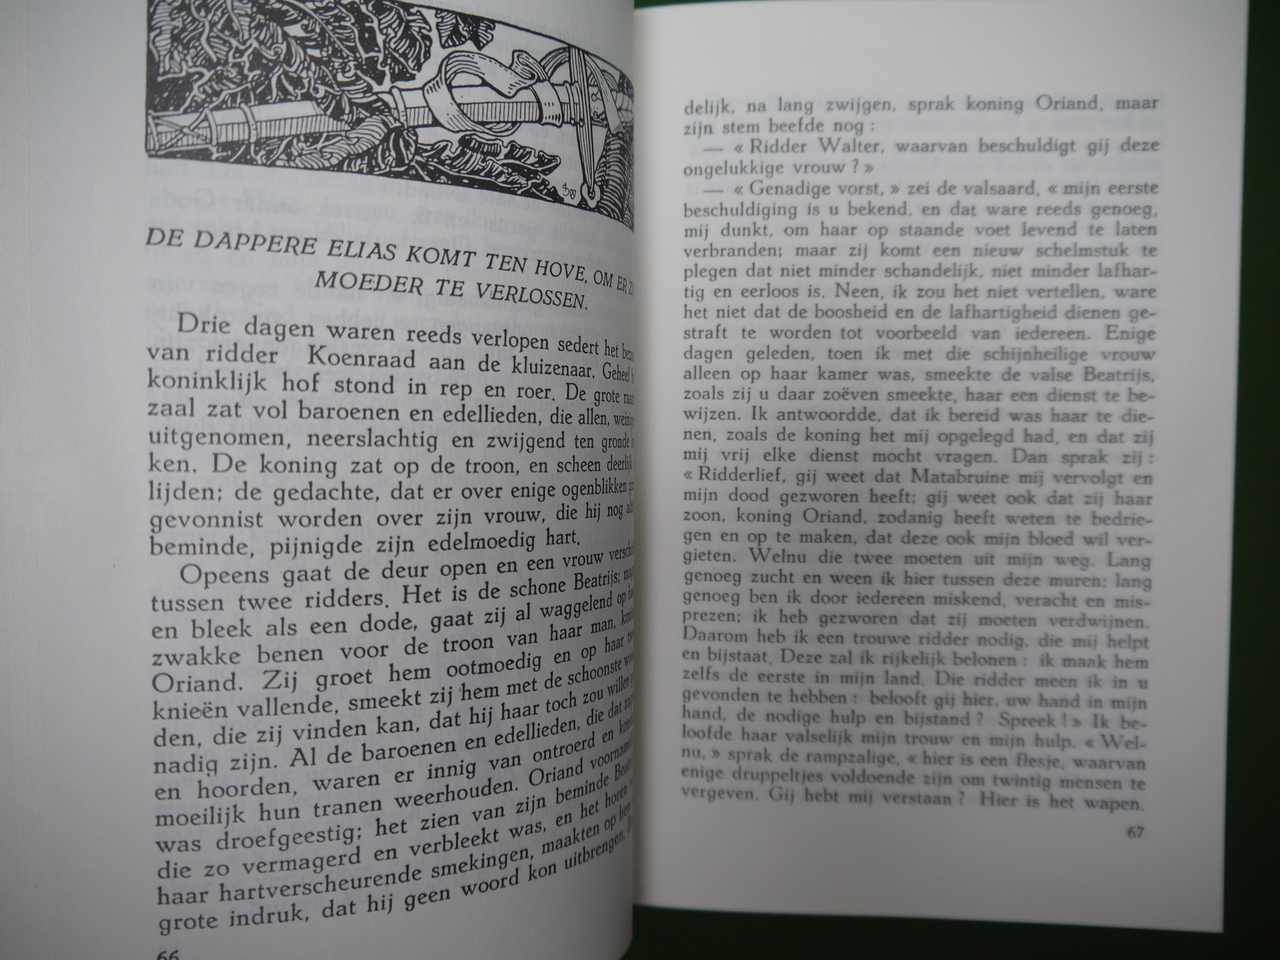 DE DAPPERE ELIAS KOMT TEN HOVE, OM ER
MOEDER TE VERLOSSEN.
Drie dagen waren reeds verlopen sedert het
van ridder Koenraad aan de kluizenaar. Geheel
koninklijk hof stond in rep en roer. De grote
zaal zat vol baroenen en edellieden, die allen,
uitgenomen, neerslachtig en zwijgend ten gronde
ken. De koning zat op de troon, en scheen deerlijk
lijden; de gedachte, dat er over enige ogenblikken
gevonnist worden over zijn vrouw, die hij nog
beminde, pijnigde zijn edelmoedig hart.
Opeens gaat de deur open en een vrouw
tussen twee ridders. Het is de schone Beatrijs;
en bleek als een dode, gaat zij al waggelend op
zwakke benen voor de troon van haar man,
Oriand. Zij groet hem ootmoedig en op haar
knieën vallende, smeekt zij hem met de schoonste
den, die zij vinden kan, dat hij haar toch zou willen
nadig zijn. Al de baroenen en edellieden, die dat
en hoorden, waren er innig van ontroerd en
moeilijk hun tranen weerhouden. Oriand
was droefgeestig; het zien van zijn beminde
die zo vermagerd en verbleekt was, en het horen
haar hartverscheurende smekingen, maakten op hem
grote indruk, dat hij geen woord kon uitbrengen.
66
delijk, na lang zwijgen, sprak koning Oriand, maar
zijn stem beefde nog :
— « Ridder Walter, waarvan beschuldigt gij deze
ongelukkige vrouw ? »
— « Genadige vorst, » zei de valsaard, « mijn eerste
beschuldiging is u bekend, en dat ware reeds genoeg,
mij dunkt, om haar op staande voet levend te laten
verbranden; maar zij komt een nieuw schelmstuk te
plegen dat niet minder schandelijk, niet minder lafhar-
tig en eerloos is. Neen, ik zou het niet vertellen, ware
het niet dat de boosheid en de lafhartigheid dienen ge-
straft te worden tot voorbeeld van iedereen. Enige
dagen geleden, toen ik met die schijnheilige vrouw
alleen op haar kamer was, smeekte de valse Beatrijs,
zoals zij u daar zoëven smeekte, haar een dienst te be-
wijzen. Ik antwoordde, dat ik bereid was haar te die-
nen, zoals de koning het mij opgelegd had, en dat zij
mij vrij elke dienst mocht vragen. Dan sprak zij :
« Ridderlief, gij weet dat Matabruine mij vervolgt en
mijn dood gezworen heeft; gij weet ook dat zij haar
zoon, koning Oriand, zodanig heeft weten te bedrie-
gen en op te maken, dat deze ook mijn bloed wil ver-
gieten. Welnu die twee moeten uit mijn weg. Lang
genoeg zucht en ween ik hier tussen deze muren; lang
genoeg ben ik door iedereen miskend, veracht en mis-
prezen; ik heb gezworen dat zij moeten verdwijnen.
Daarom heb ik een trouwe ridder nodig, die mij helpt
en bijstaat. Deze zal ik rijkelijk belonen : ik maak hem
zelfs de eerste in mijn land. Die ridder meen ik in u
gevonden te hebben : belooft gij hier, uw hand in mijn
hand, de nodige hulp en bijstand ? Spreek ! » Ik be-
loofde haar valselijk mijn trouw en mijn hulp. « Wel-
nu, » sprak de rampzalige, « hier is een flesje, waarvan
enige druppeltjes voldoende zijn om twintig mensen te
vergeven. Gij hebt mij verstaan ? Hier is het wapen,
67